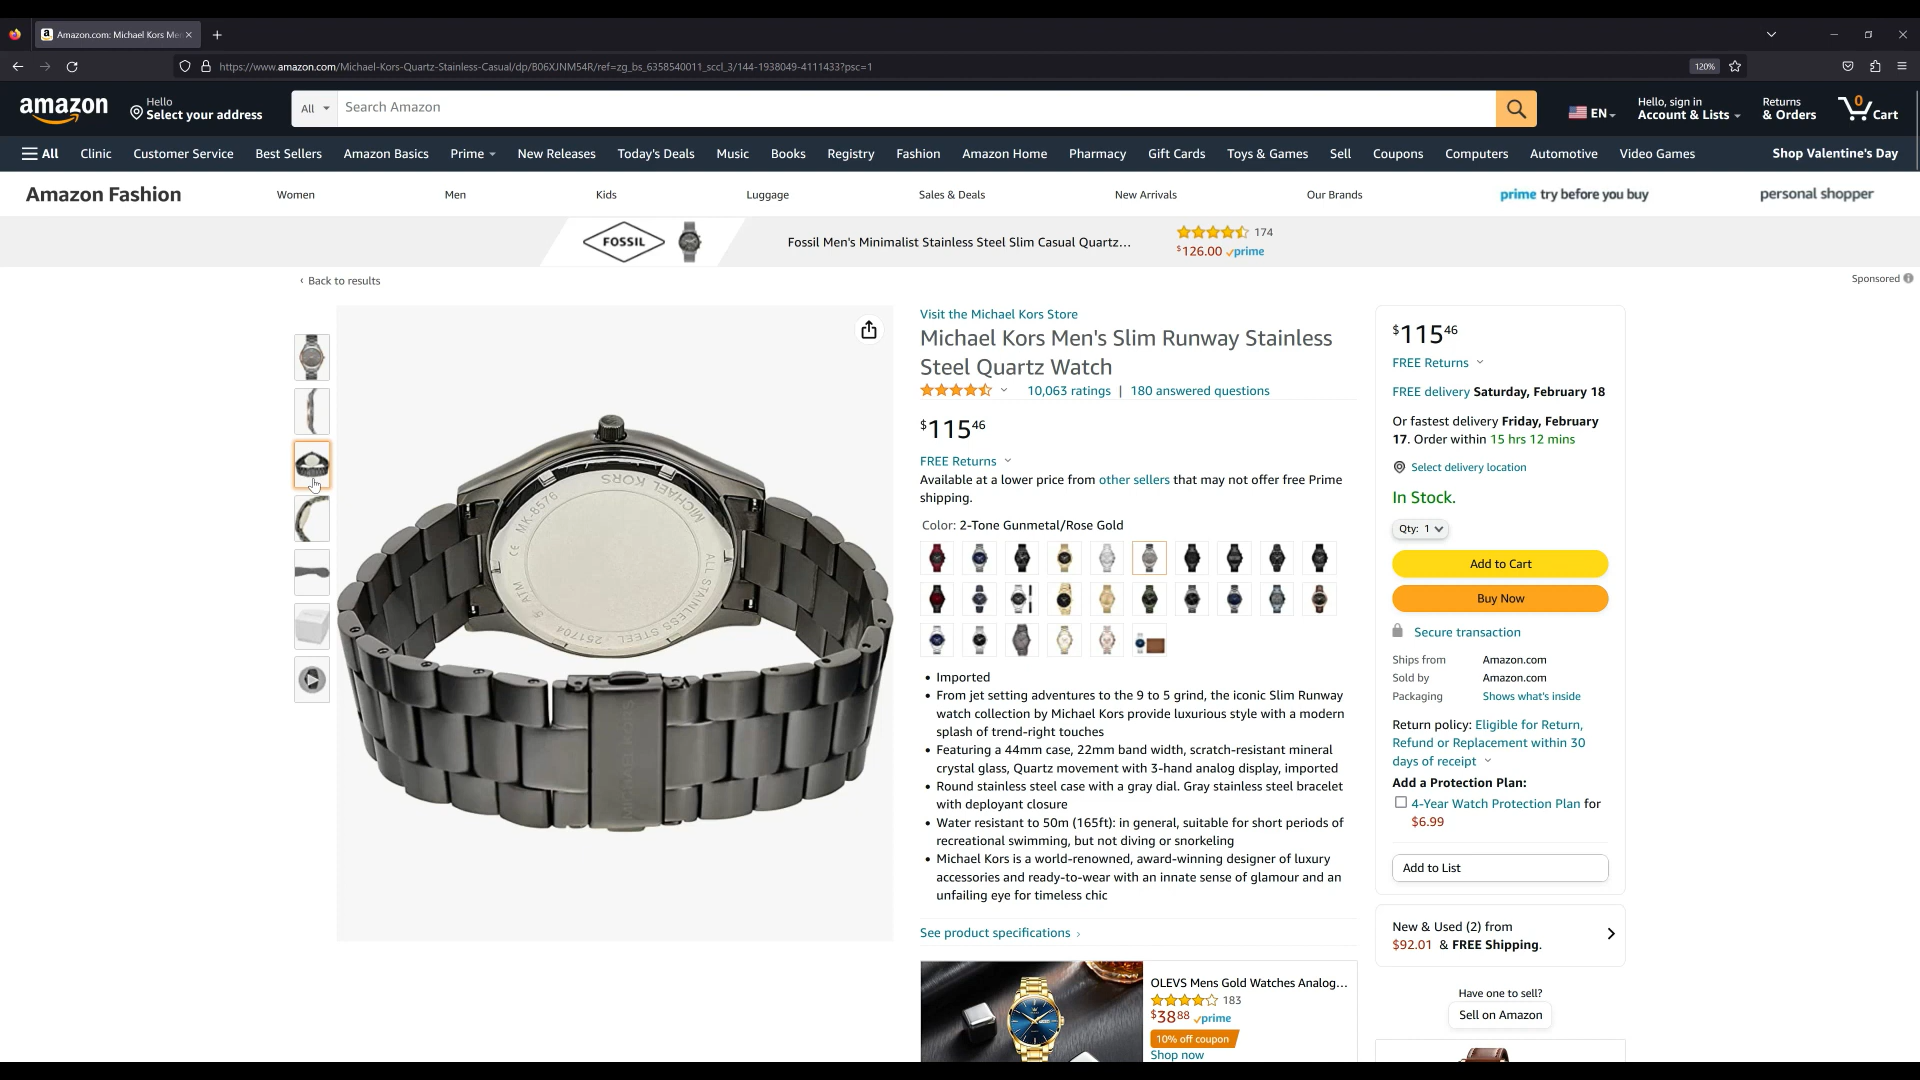 Amazon.com: Michael Kors Men
https://www.amazon.com/Michael-Kors-Quartz-Stainless-Casual/dp/B06XJNM54R/ref=zg_bs_6358540011_sccl_3/144-1938049-4111433?psc=1
120%
amazon
Hello
Select your address
All
Search Amazon
EN
Hello, sign in
Account & Lists
Returns
& Orders
0
Cart
All
Clinic
Customer Service
Best Sellers
Amazon Basics
Prime
New Releases
Today's Deals
Music
Books
Registry
Fashion
Amazon Home
Pharmacy
Gift Cards
Toys & Games
Sell
Coupons
Computers
Automotive
Video Games
Shop Valentine's Day
Amazon Fashion
Women
Men
Kids
Luggage
Sales & Deals
New Arrivals
Our Brands
prime try before you buy
personal shopper
FOSSIL
Fossil Men's Minimalist Stainless Steel Slim Casual Quartz...
174
$126.00 prime
‹ Back to results
Sponsored
MICHAEL KORS
MK-8576
ALL STAINLESS STEEL · 251704
5 ATM
CE
MICHAEL KORS
Visit the Michael Kors Store
Michael Kors Men's Slim Runway Stainless
Steel Quartz Watch
10,063 ratings | 180 answered questions
$115 46
FREE Returns
Available at a lower price from other sellers that may not offer free Prime
shipping.
Color: 2-Tone Gunmetal/Rose Gold
• Imported
• From jet setting adventures to the 9 to 5 grind, the iconic Slim Runway
watch collection by Michael Kors provide luxurious style with a modern
splash of trend-right touches
• Featuring a 44mm case, 22mm band width, scratch-resistant mineral
crystal glass, Quartz movement with 3-hand analog display, imported
• Round stainless steel case with a gray dial. Gray stainless steel bracelet
with deployant closure
• Water resistant to 50m (165ft): in general, suitable for short periods of
recreational swimming, but not diving or snorkeling
• Michael Kors is a world-renowned, award-winning designer of luxury
accessories and ready-to-wear with an innate sense of glamour and an
unfailing eye for timeless chic
See product specifications ›
OLEVS Mens Gold Watches Analog...
183
$38 88 prime
10% off coupon
Shop now
$115 46
FREE Returns
FREE delivery Saturday, February 18
Or fastest delivery Friday, February
17. Order within 15 hrs 12 mins
Select delivery location
In Stock.
Qty: 1
Add to Cart
Buy Now
Secure transaction
Ships from Amazon.com
Sold by Amazon.com
Packaging Shows what's inside
Return policy: Eligible for Return,
Refund or Replacement within 30
days of receipt
Add a Protection Plan:
4-Year Watch Protection Plan for
$6.99
Add to List
New & Used (2) from
$92.01 & FREE Shipping.
Have one to sell?
Sell on Amazon